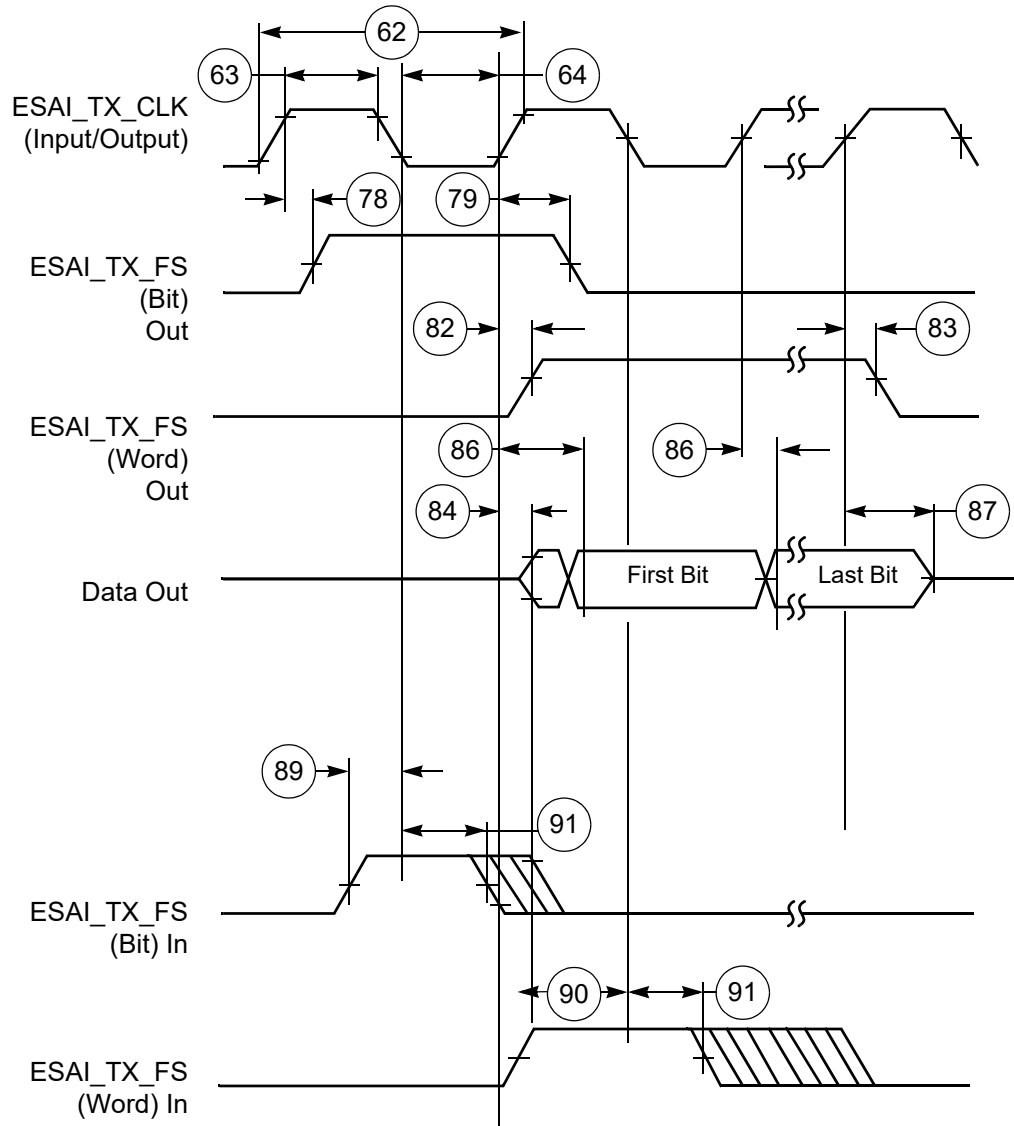 62
63
64
ESAI_TX_CLK
(Input/Output)
78
79
ESAI_TX_FS
(Bit)
Out
82
83
ESAI_TX_FS
(Word)
Out
86
86
84
87
Data Out
First Bit
Last Bit
89
91
ESAI_TX_FS
(Bit) In
90
91
ESAI_TX_FS
(Word) In